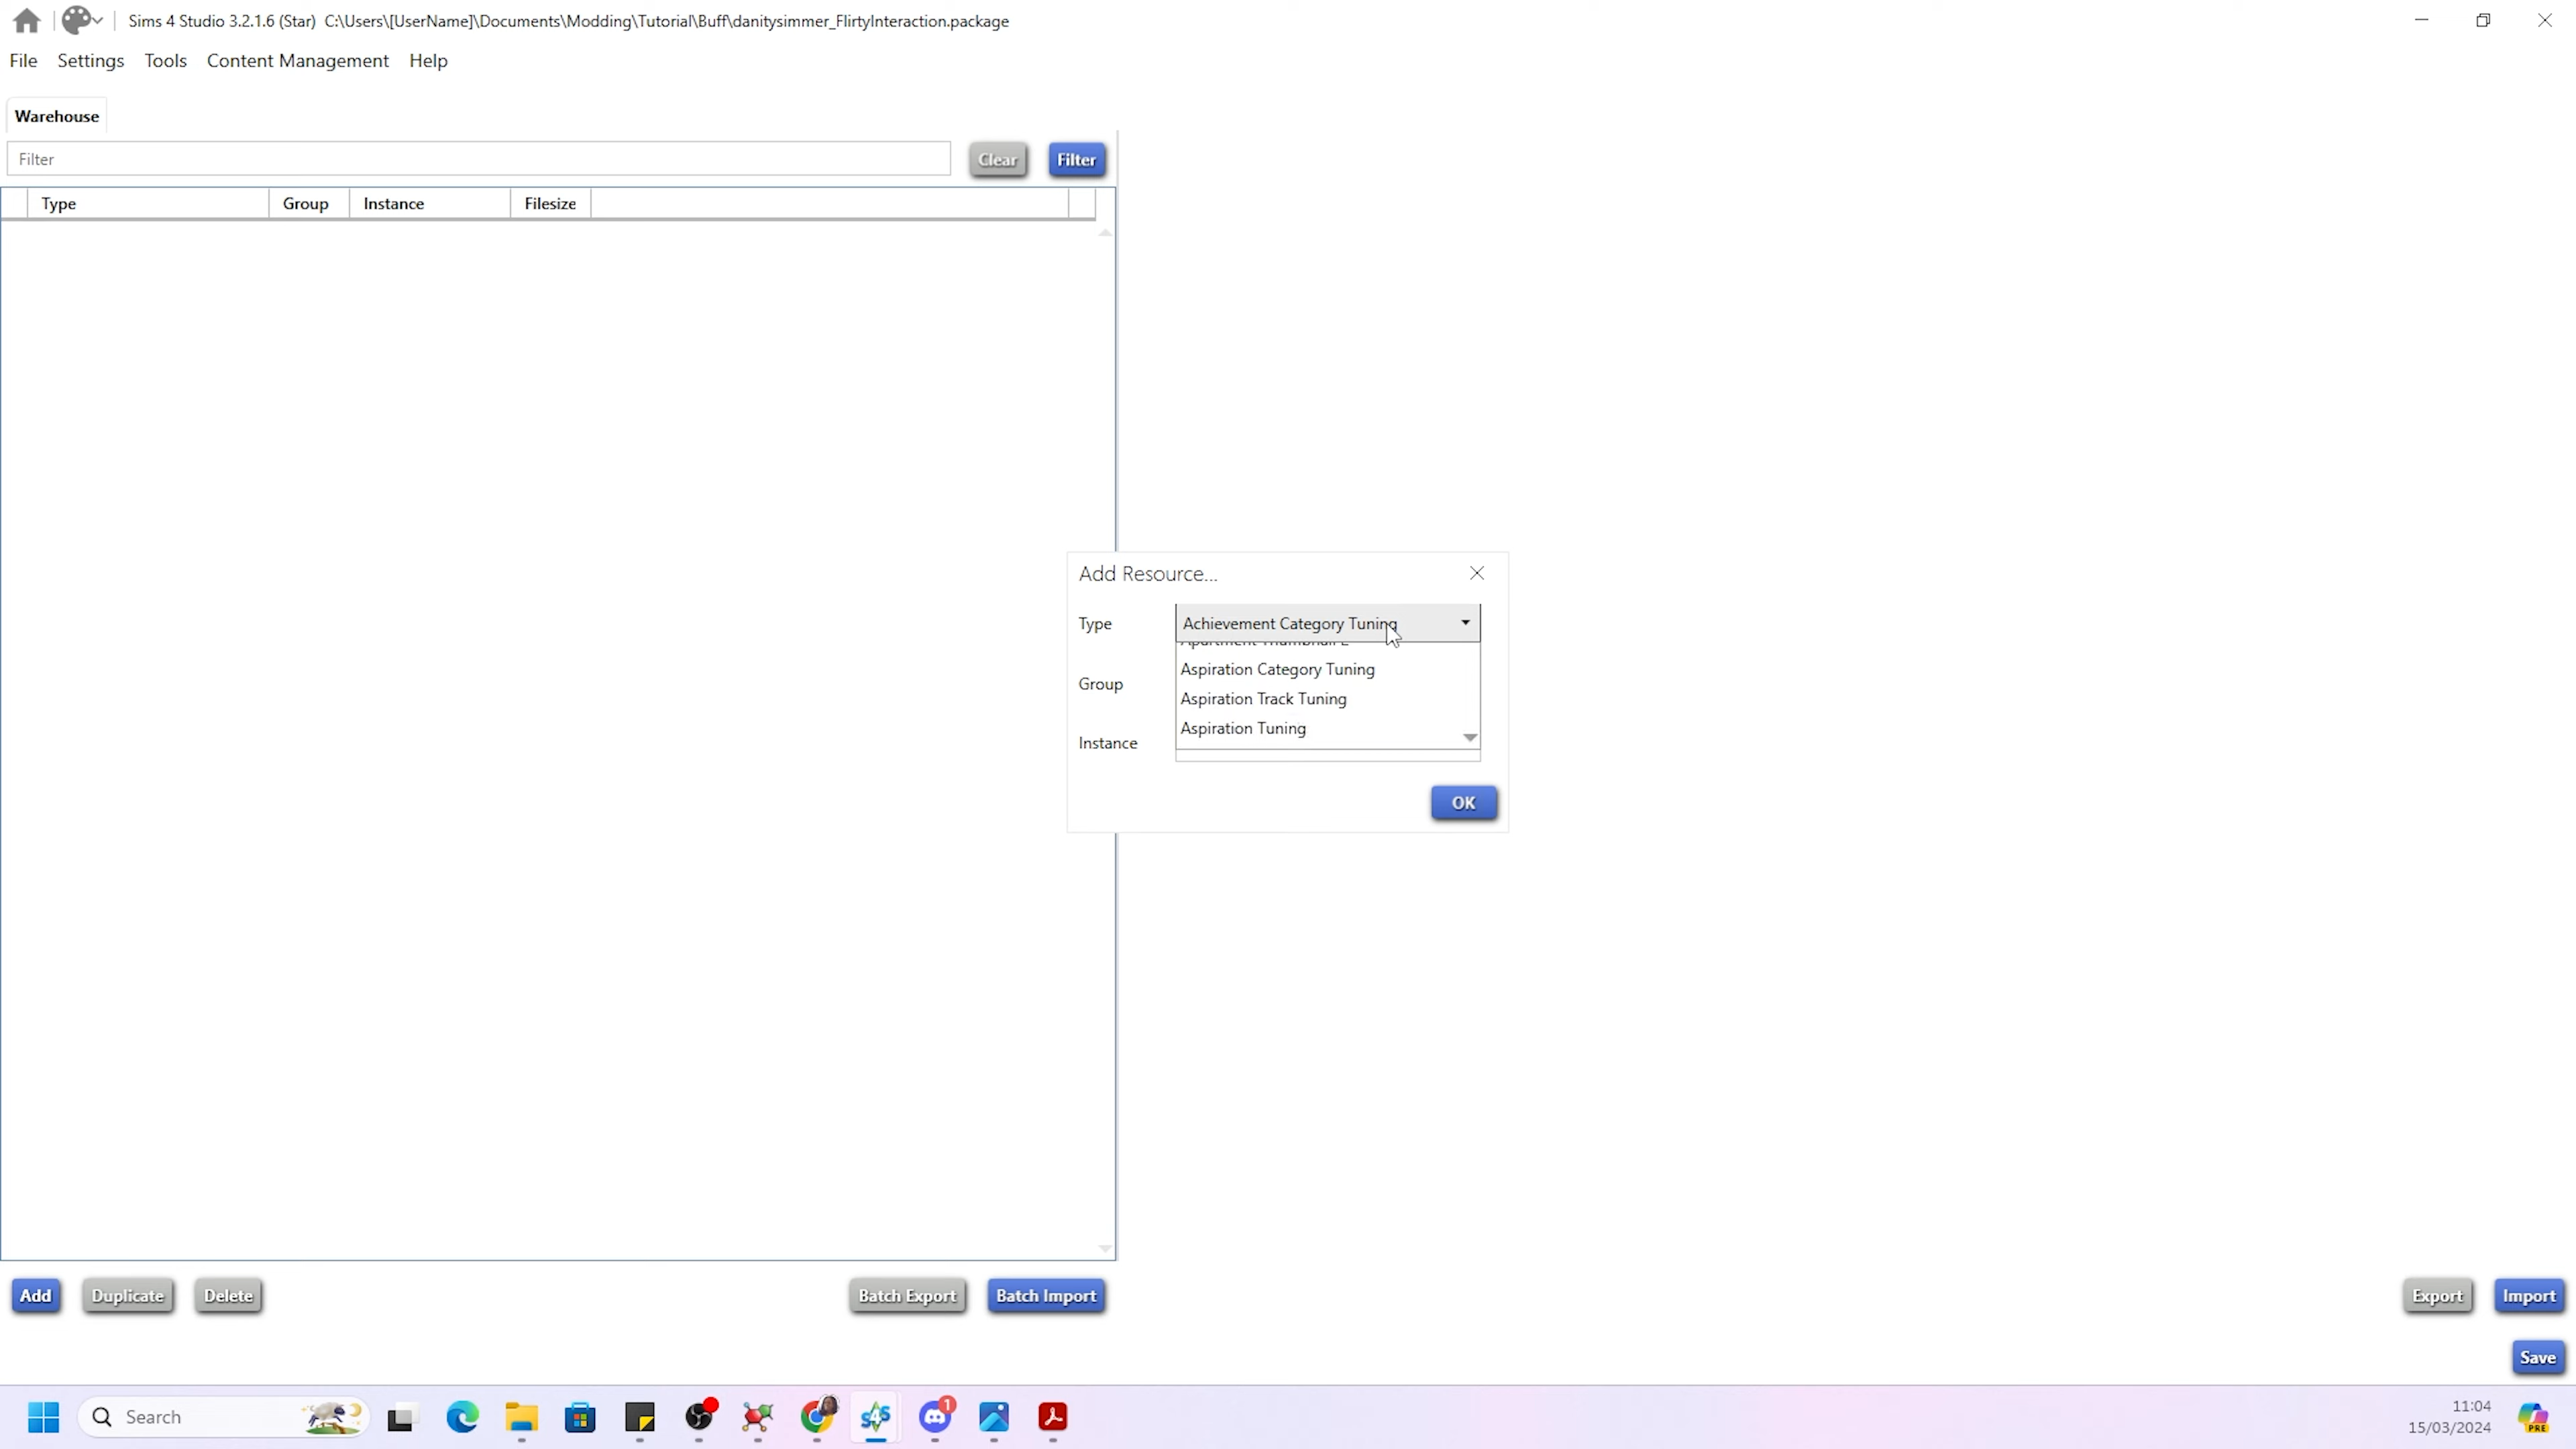 Sims 4 Studio 3.2.1.6 (Star) C:\Users\[UserName]\Documents\Modding\Tutorial\Buff\danitysimmer_FlirtyInteraction.package
File Settings Tools Content Management Help
Warehouse
Filter Clear Filter
Type Group Instance Filesize
Add Resource...
Type Achievement Category Tuning
Aspiration Category Tuning
Group Aspiration Track Tuning
Aspiration Tuning
Instance
OK
Add Duplicate Delete Batch Export Batch Import Export Import
Save
Search 1 11:04
15/03/2024 PRE